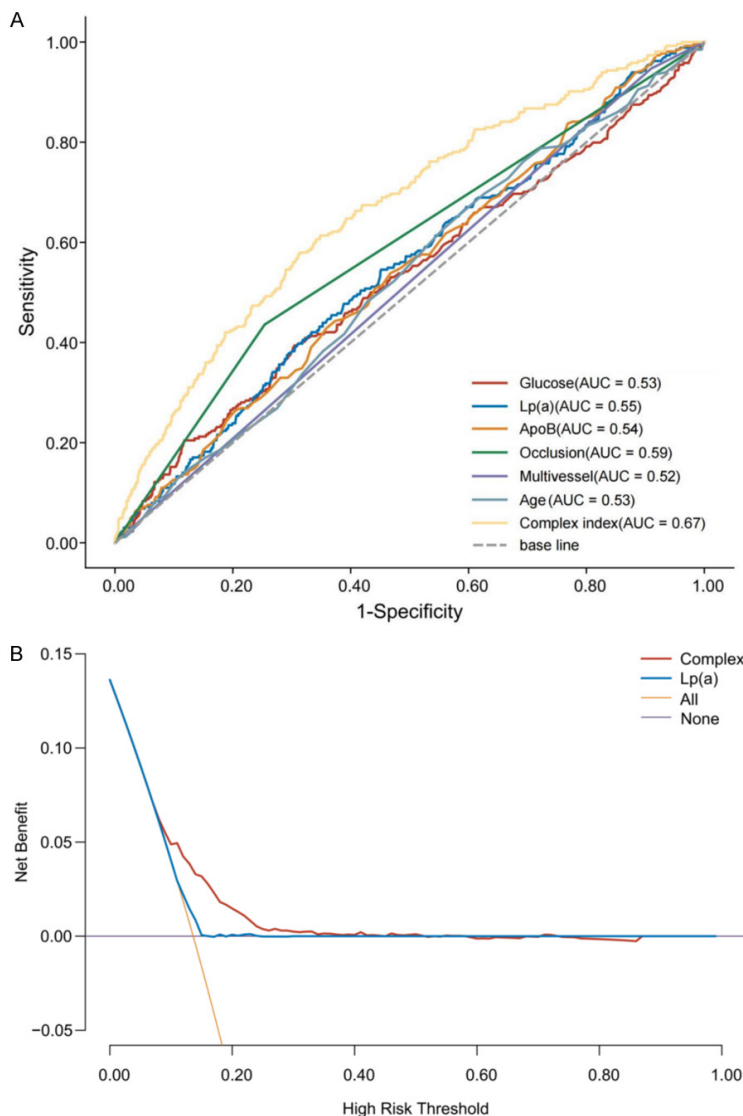 A
1.00
0.80
0.60
0.40
0.20
0.00
Sensitivity
Glucose(AUC = 0.53)
Lp(a)(AUC = 0.55)
ApoB(AUC = 0.54)
Occlusion(AUC = 0.59)
Multivessel(AUC = 0.52)
Age (AUC = 0.53)
Complex index(AUC = 0.67)
base line
0.00 0.20 0.40 0.60 0.80 1.00
1-Specificity
B
0.15
0.10
0.05
0.00
−0.05
Net Benefit
Complex
Lp(a)
All
None
0.00 0.20 0.40 0.60 0.80 1.00
High Risk Threshold